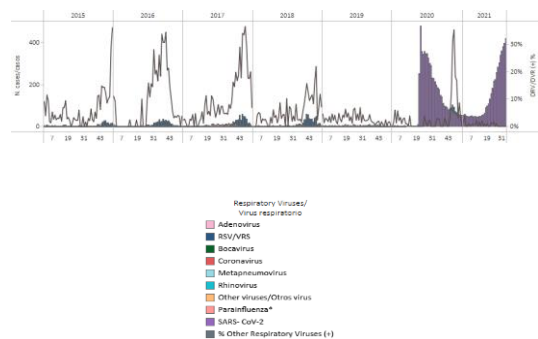 2015 2016 2017 2018 2019 2020 2021
400
200
0
30%
20%
10%
0%
7 19 31 43 7 19 31 43 7 19 31 43 7 19 31 43 7 19 31 43 7 19 31 43 7 19 31
Respiratory Viruses/
Virus respiratorio
Adenovirus
RSV/VRS
Bocavirus
Coronavirus
Metapneumovirus
Rhinovirus
Other viruses/Otros virus
Parainfluenza*
SARS- CoV-2
% Other Respiratory Viruses (+)